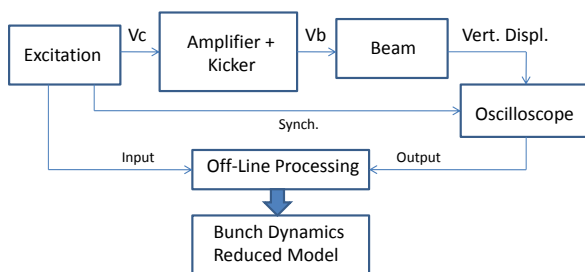 Vc
Vb
Vert. Displ.
Excitation
Amplifier +
Kicker
Beam
Oscilloscope
Synch.
Input
Off-Line Processing
Output
Bunch Dynamics
Reduced Model